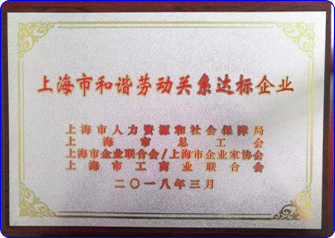 上海市和谐劳动关系达标企业
上海市人力资源和社会保障局
上海市总工会
上海市企业联合会/上海市企业家协会
上海市工商业联合会
二〇一八年三月